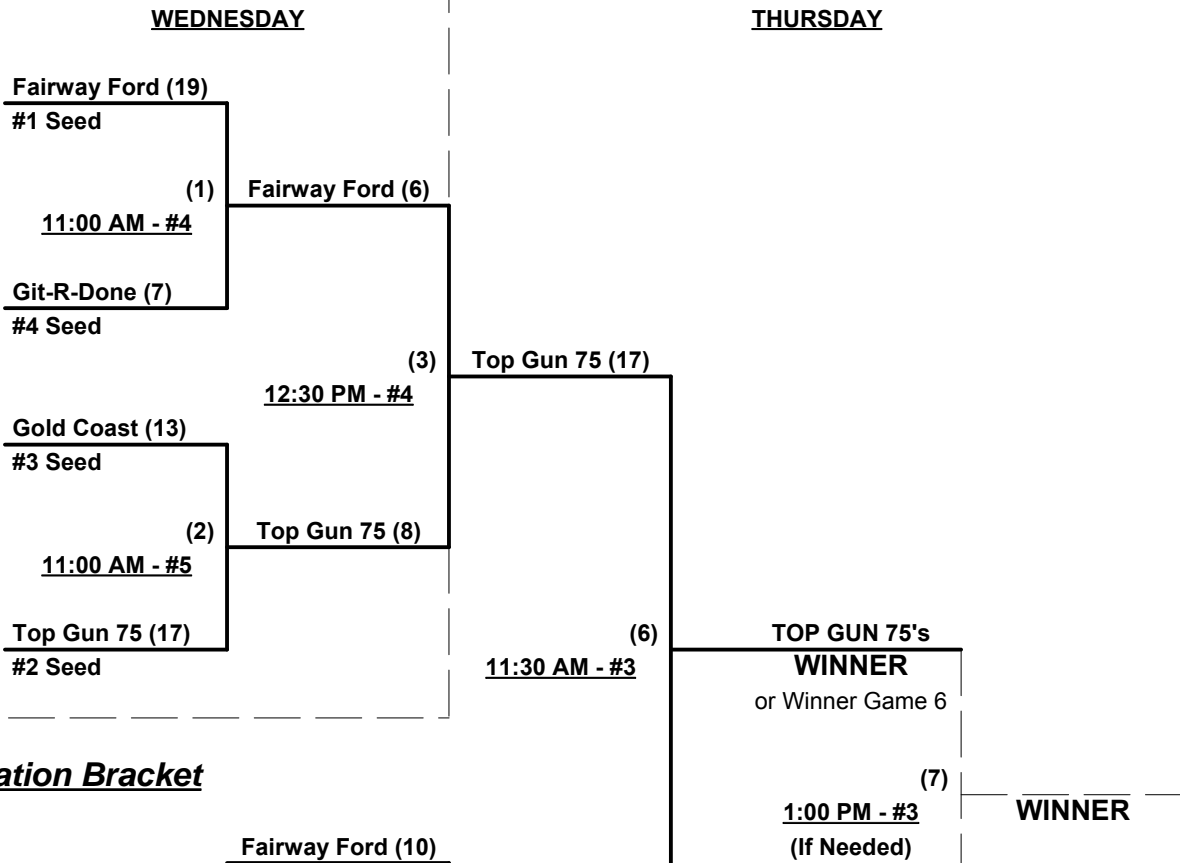 WEDNESDAY
THURSDAY
Fairway Ford (19)
#1 Seed
(1)
Fairway Ford (6)
11:00 AM - #4
Git-R-Done (7)
#4 Seed
(3)
Top Gun 75 (17)
12:30 PM - #4
Gold Coast (13)
#3 Seed
(2)
Top Gun 75 (8)
11:00 AM - #5
Top Gun 75 (17)
#2 Seed
(6)
TOP GUN 75's
11:30 AM - #3
WINNER
or Winner Game 6
ation Bracket
(7)
1:00 PM - #3
WINNER
(If Needed)
Fairway Ford (10)